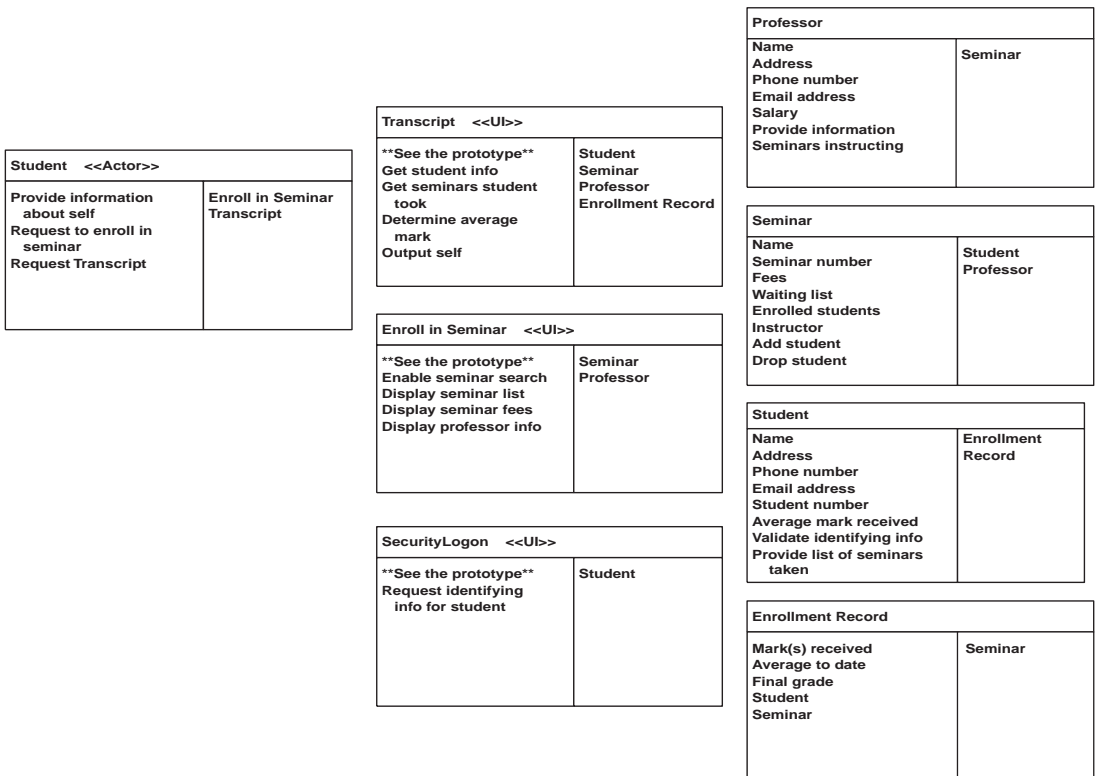 Student <<Actor>>
Provide information
about self
Request to enroll in
seminar
Request Transcript
Enroll in Seminar
Transcript
Transcript <<UI>>
**See the prototype**
Get student info
Get seminars student
took
Determine average
mark
Output self
Student
Seminar
Professor
Enrollment Record
Enroll in Seminar <<UI>>
**See the prototype**
Enable seminar search
Display seminar list
Display seminar fees
Display professor info
Seminar
Professor
SecurityLogon <<UI>>
**See the prototype**
Request identifying
info for student
Student
Professor
Name
Address
Phone number
Email address
Salary
Provide information
Seminars instructing
Seminar
Seminar
Name
Seminar number
Fees
Waiting list
Enrolled students
Instructor
Add student
Drop student
Student
Professor
Student
Name
Address
Phone number
Email address
Student number
Average mark received
Validate identifying info
Provide list of seminars
taken
Enrollment
Record
Enrollment Record
Mark(s) received
Average to date
Final grade
Student
Seminar
Seminar